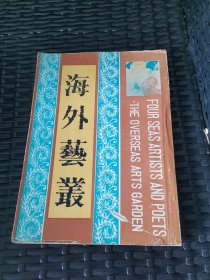 海外藝叢
FOUR SEAS ARTISTS AND POETS
·THE OVERSEAS ARTS GARDEN